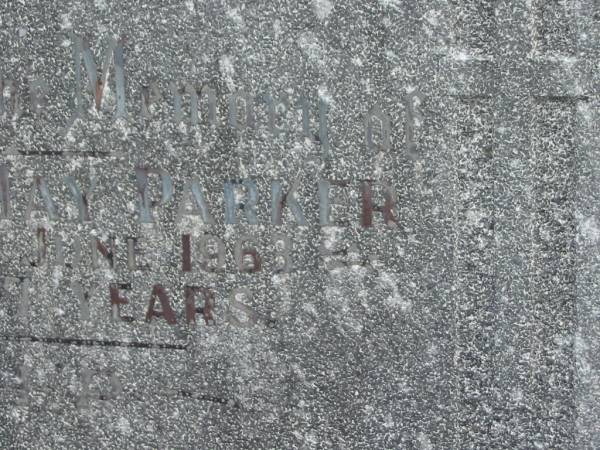 Memory of
MAY PARKER
JUNE 1963
YEARS.